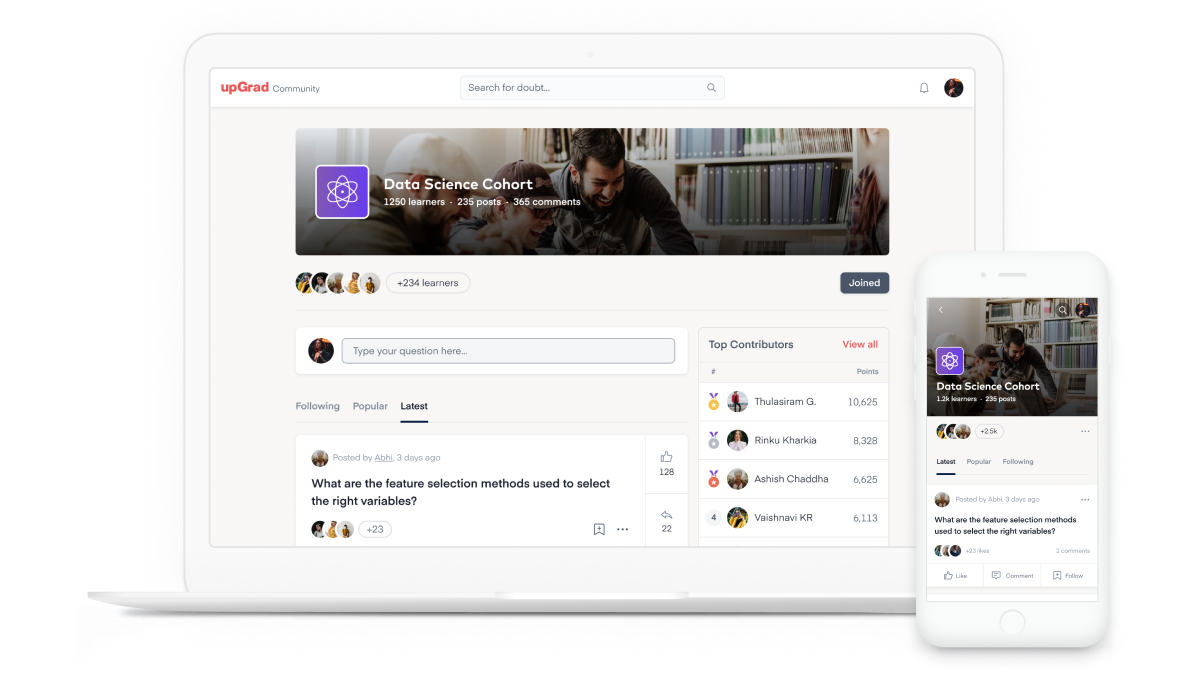 upGrad Community
Search for doubt...
Data Science Cohort
1250 learners · 235 posts · 365 comments
+234 learners
Joined
Type your question here...
Following Popular Latest
Posted by Abhi, 3 days ago
What are the feature selection methods used to select
the right variables?
+23
128
22
Top Contributors View all
# Points
Thulasiram G. 10,625
Rinku Kharkia 8,328
Ashish Chaddha 6,625
4 Vaishnavi KR 6,113
Data Science Cohort
1.2k learners · 235 posts
+2.5k
Latest Popular Following
Posted by Abhi, 3 days ago
What are the feature selection methods
used to select the right variables?
+23 likes 2 comments
Like Comment Follow